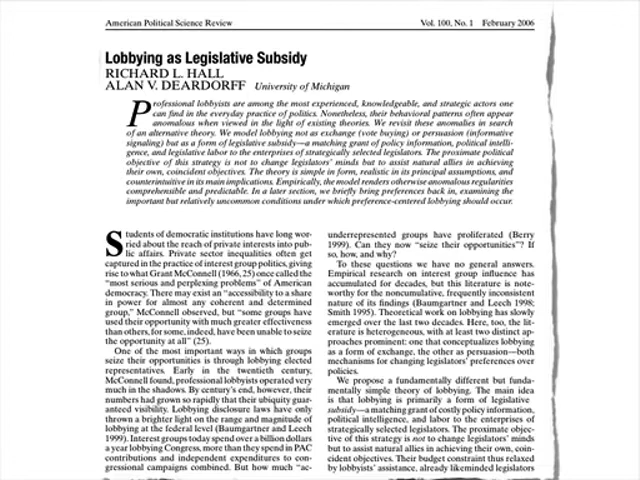 American Political Science Review
Vol. 100, No. 1 February 2006
Lobbying as Legislative Subsidy
RICHARD L. HALL
ALAN V. DEARDORFF University of Michigan
Professional lobbyists are among the most experienced, knowledgeable, and strategic actors one
can find in the everyday practice of politics. Nonetheless, their behavioral patterns often appear
anomalous when viewed in the light of existing theories. We revisit these anomalies in search
of an alternative theory. We model lobbying not as exchange (vote buying) or persuasion (informative
signaling) but as a form of legislative subsidy—a matching grant of policy information, political intelli-
gence, and legislative labor to the enterprises of strategically selected legislators. The proximate political
objective of this strategy is not to change legislators' minds but to assist natural allies in achieving
their own, coincident objectives. The theory is simple in form, realistic in its principal assumptions, and
counterintuitive in its main implications. Empirically, the model renders otherwise anomalous regularities
comprehensible and predictable. In a later section, we briefly bring preferences back in, examining the
important but relatively uncommon conditions under which preference-centered lobbying should occur.
Students of democratic institutions have long wor-
ried about the reach of private interests into pub-
lic affairs. Private sector inequalities often get
captured in the practice of interest group politics, giving
rise to what Grant McConnell (1966, 25) once called the
"most serious and perplexing problems" of American
democracy. There may exist an "accessibility to a share
in power for almost any coherent and determined
group," McConnell observed, but "some groups have
used their opportunity with much greater effectiveness
than others, for some, indeed, have been unable to seize
the opportunity at all" (25).
One of the most important ways in which groups
seize their opportunities is through lobbying elected
representatives. Early in the twentieth century,
McConnell found, professional lobbyists operated very
much in the shadows. By century's end, however, their
numbers had grown so rapidly that their ubiquity guar-
anteed visibility. Lobbying disclosure laws have only
thrown a brighter light on the range and magnitude of
lobbying at the federal level (Baumgartner and Leech
1999). Interest groups today spend over a billion dollars
a year lobbying Congress, more than they spend in PAC
contributions and independent expenditures to con-
gressional campaigns combined. But how much "ac-
underrepresented groups have proliferated (Berry
1999). Can they now "seize their opportunities"? If
so, how, and why?
To these questions we have no general answers.
Empirical research on interest group influence has
accumulated for decades, but this literature is note-
worthy for the noncumulative, frequently inconsistent
nature of its findings (Baumgartner and Leech 1998;
Smith 1995). Theoretical work on lobbying has slowly
emerged over the last two decades. Here, too, the lit-
erature is heterogeneous, with at least two distinct ap-
proaches prominent: one that conceptualizes lobbying
as a form of exchange, the other as persuasion—both
mechanisms for changing legislators' preferences over
policies.
We propose a fundamentally different but funda-
mentally simple theory of lobbying. The main idea
is that lobbying is primarily a form of legislative
subsidy—a matching grant of costly policy information,
political intelligence, and labor to the enterprises of
strategically selected legislators. The proximate objec-
tive of this strategy is not to change legislators' minds
but to assist natural allies in achieving their own, coin-
cident objectives. Their budget constraint thus relaxed
by lobbyists' assistance, already likeminded legislators